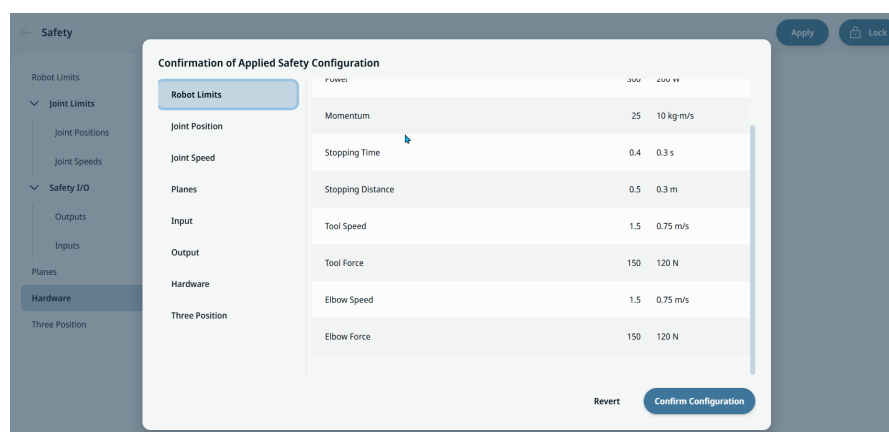 Safety
Apply
Lock
Robot Limits
Joint Limits
Joint Positions
Joint Speeds
Safety I/O
Outputs
Inputs
Planes
Hardware
Three Position
Confirmation of Applied Safety Configuration
Robot Limits
Joint Position
Joint Speed
Planes
Input
Output
Hardware
Three Position
Power 300 200 W
Momentum 25 10 kg·m/s
Stopping Time 0.4 0.3 s
Stopping Distance 0.5 0.3 m
Tool Speed 1.5 0.75 m/s
Tool Force 150 120 N
Elbow Speed 1.5 0.75 m/s
Elbow Force 150 120 N
Revert
Confirm Configuration